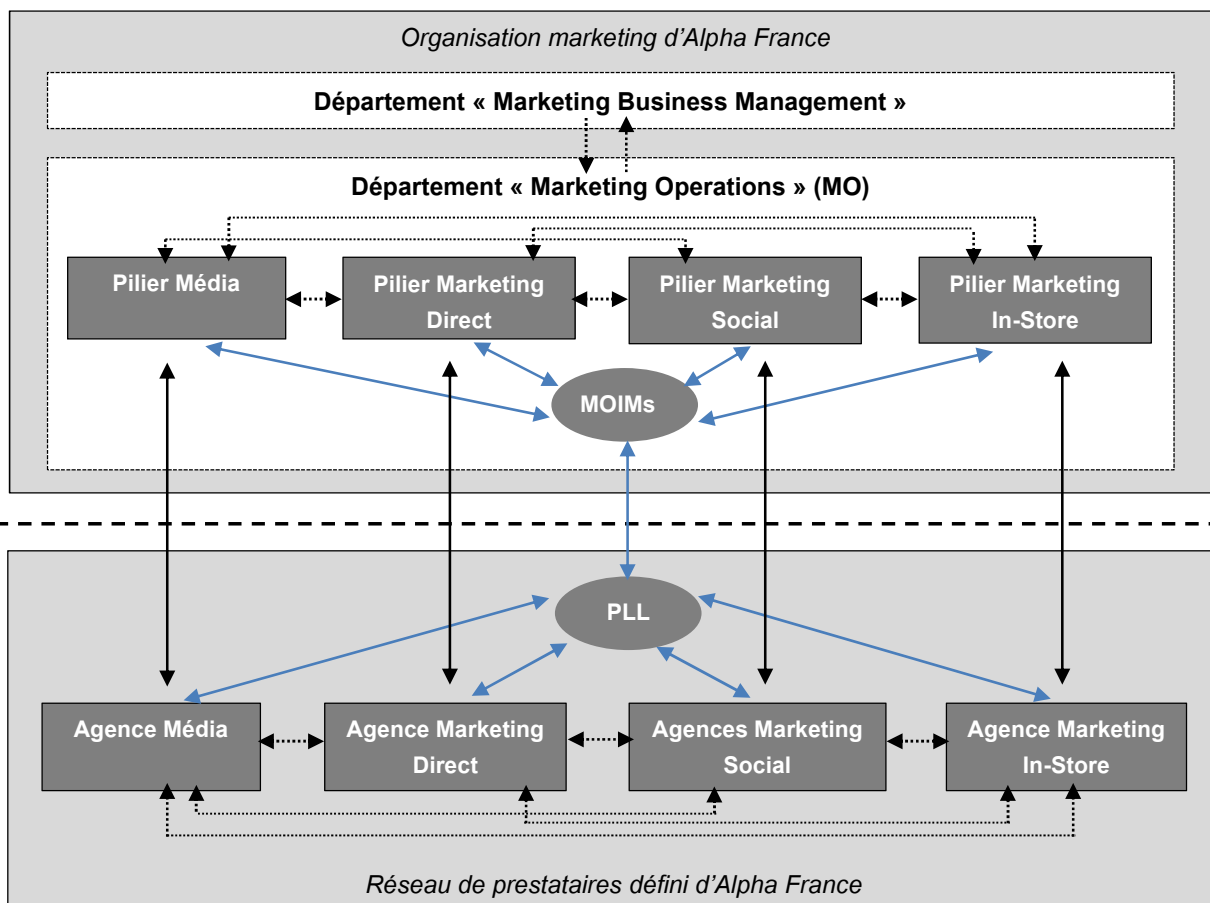 Organisation marketing d’Alpha France
Département « Marketing Business Management »
Département « Marketing Operations » (MO)
Pilier Média
Pilier Marketing
Direct
Pilier Marketing
Social
Pilier Marketing
In-Store
MOIMs
PLL
Agence Média
Agence Marketing
Direct
Agences Marketing
Social
Agence Marketing
In-Store
Réseau de prestataires défini d’Alpha France